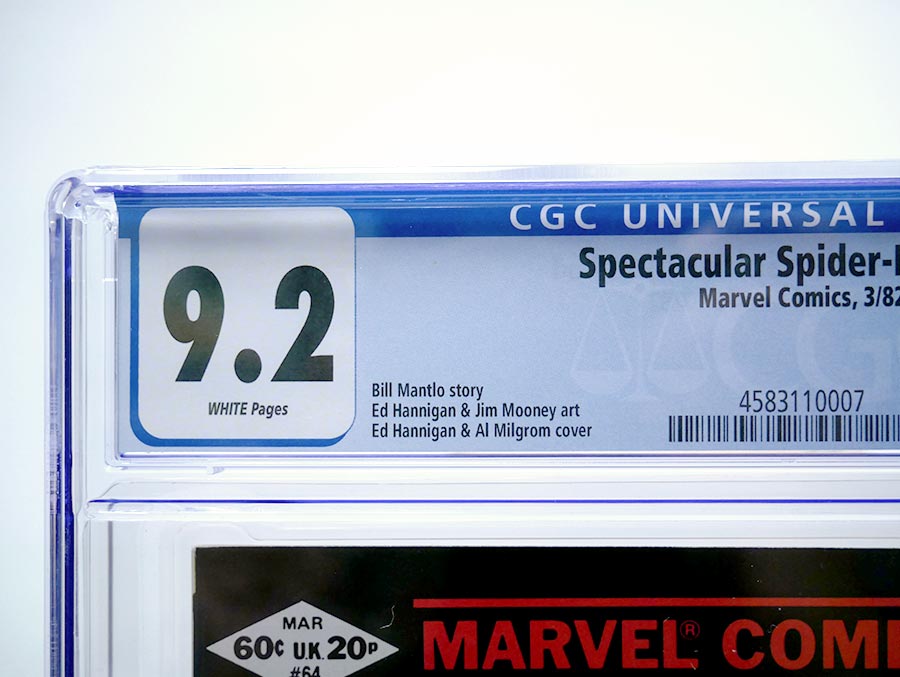 CGC UNIVERSAL
Spectacular Spider-
Marvel Comics, 3/82
9.2
WHITE Pages
Bill Mantlo story
Ed Hannigan & Jim Mooney art
Ed Hannigan & Al Milgrom cover
4583110007
MAR
60¢ U.K. 20p
#64
MARVEL® COMI